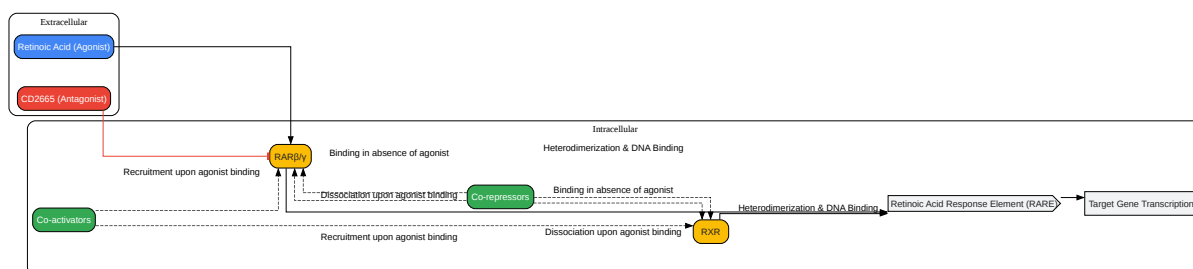 Extracellular
Retinoic Acid (Agonist)
CD2665 (Antagonist)
Intracellular
Heterodimerization & DNA Binding
Binding in absence of agonist
RARβ/γ
Recruitment upon agonist binding
Binding in absence of agonist
Dissociation upon agonist binding
Co-repressors
Retinoic Acid Response Element (RARE)
Target Gene Transcription
Heterodimerization & DNA Binding
Co-activators
Dissociation upon agonist binding
RXR
Recruitment upon agonist binding